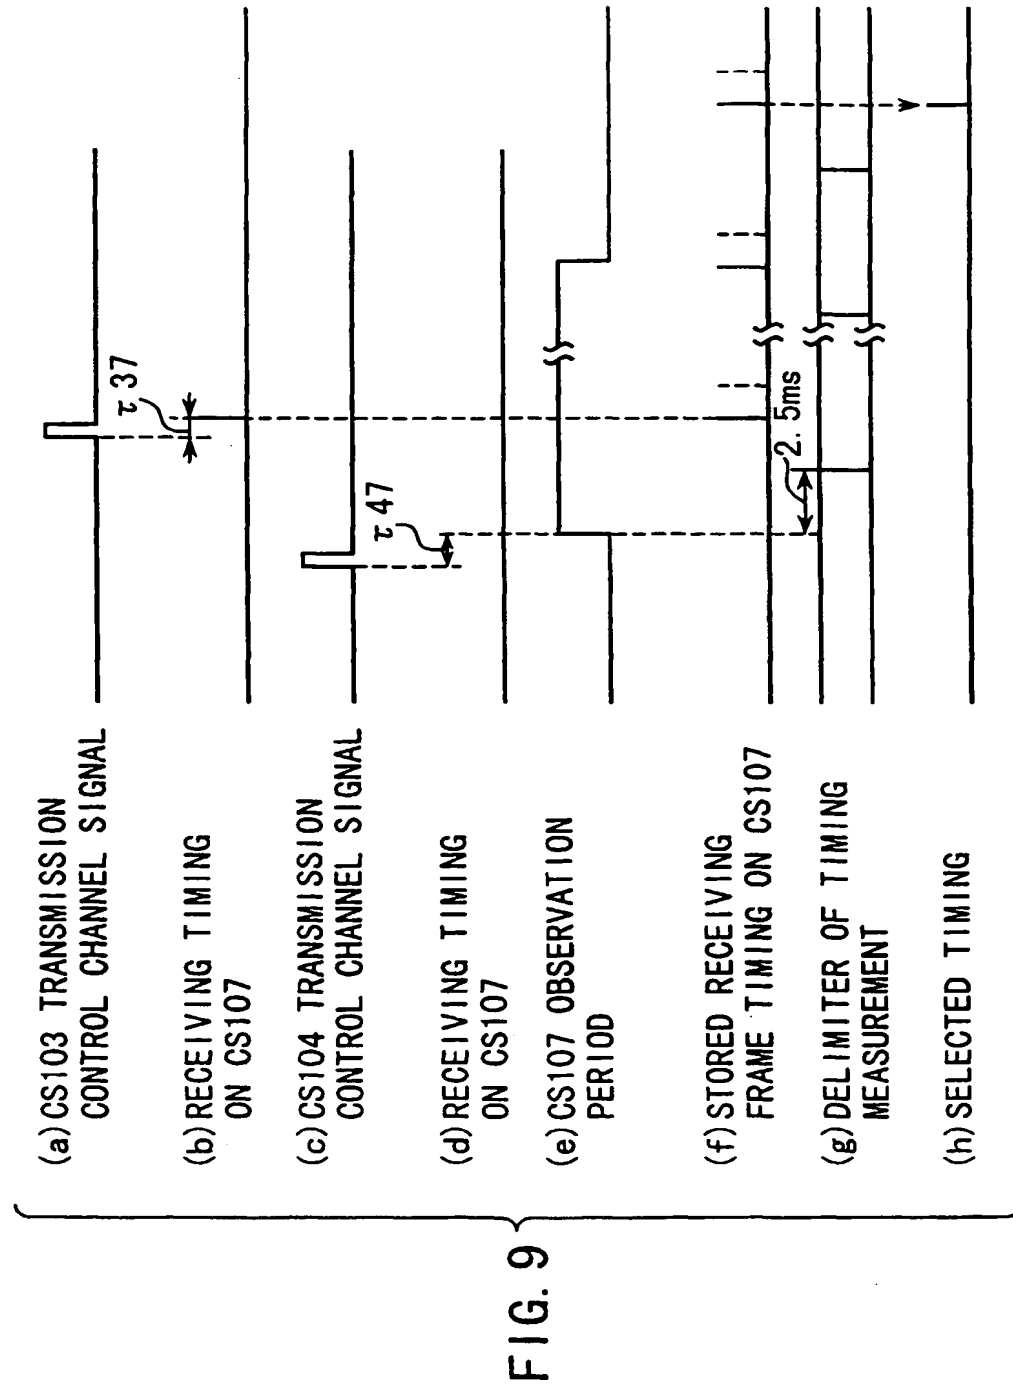 (a) CS103 TRANSMISSION
CONTROL CHANNEL SIGNAL
τ 37
(b) RECEIVING TIMING
ON CS107
(c) CS104 TRANSMISSION
CONTROL CHANNEL SIGNAL
τ 47
(d) RECEIVING TIMING
ON CS107
(e) CS107 OBSERVATION
PERIOD
(f) STORED RECEIVING
FRAME TIMING ON CS107
2. 5ms
(g) DELIMITER OF TIMING
MEASUREMENT
(h) SELECTED TIMING
FIG. 9